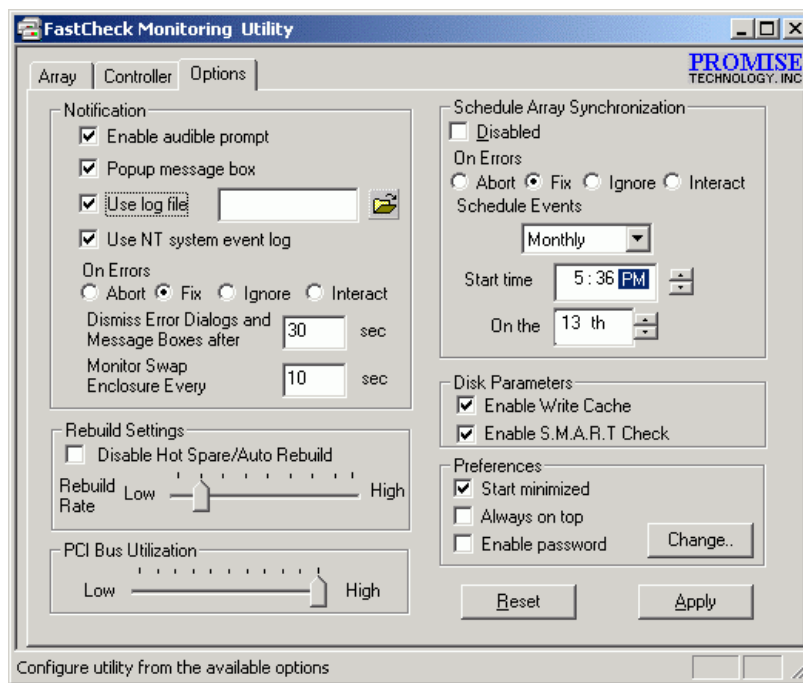 FastCheck Monitoring Utility
Array
Controller
Options
PROMISE
TECHNOLOGY, INC
Notification
Enable audible prompt
Popup message box
Use log file
Use NT system event log
On Errors
Abort
Fix
Ignore
Interact
Dismiss Error Dialogs and
Message Boxes after
30
sec
Monitor Swap
Enclosure Every
10
sec
Rebuild Settings
Disable Hot Spare/Auto Rebuild
Rebuild
Rate
Low
High
PCI Bus Utilization
Low
High
Schedule Array Synchronization
Disabled
On Errors
Abort
Fix
Ignore
Interact
Schedule Events
Monthly
Start time
5 : 36 PM
On the
13 th
Disk Parameters
Enable Write Cache
Enable S.M.A.R.T Check
Preferences
Start minimized
Always on top
Enable password
Change..
Reset
Apply
Configure utility from the available options